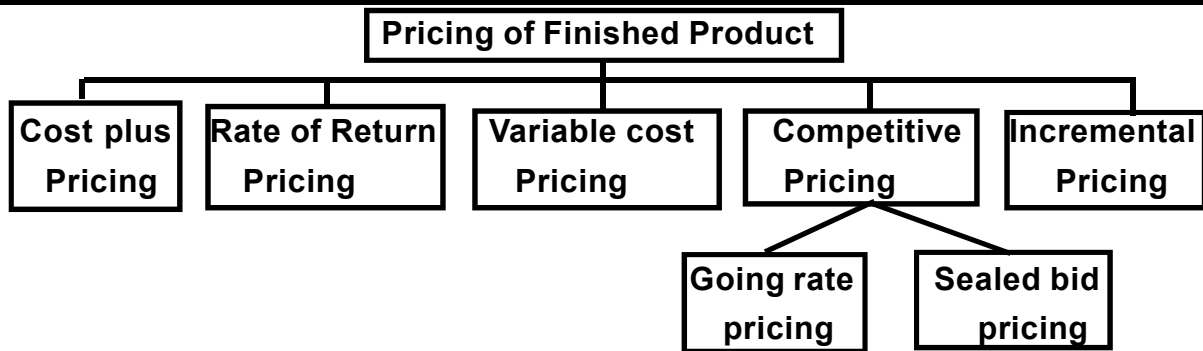 Pricing of Finished Product
Cost plus
Pricing
Rate of Return
Pricing
Variable cost
Pricing
Competitive
Pricing
Incremental
Pricing
Going rate
pricing
Sealed bid
pricing